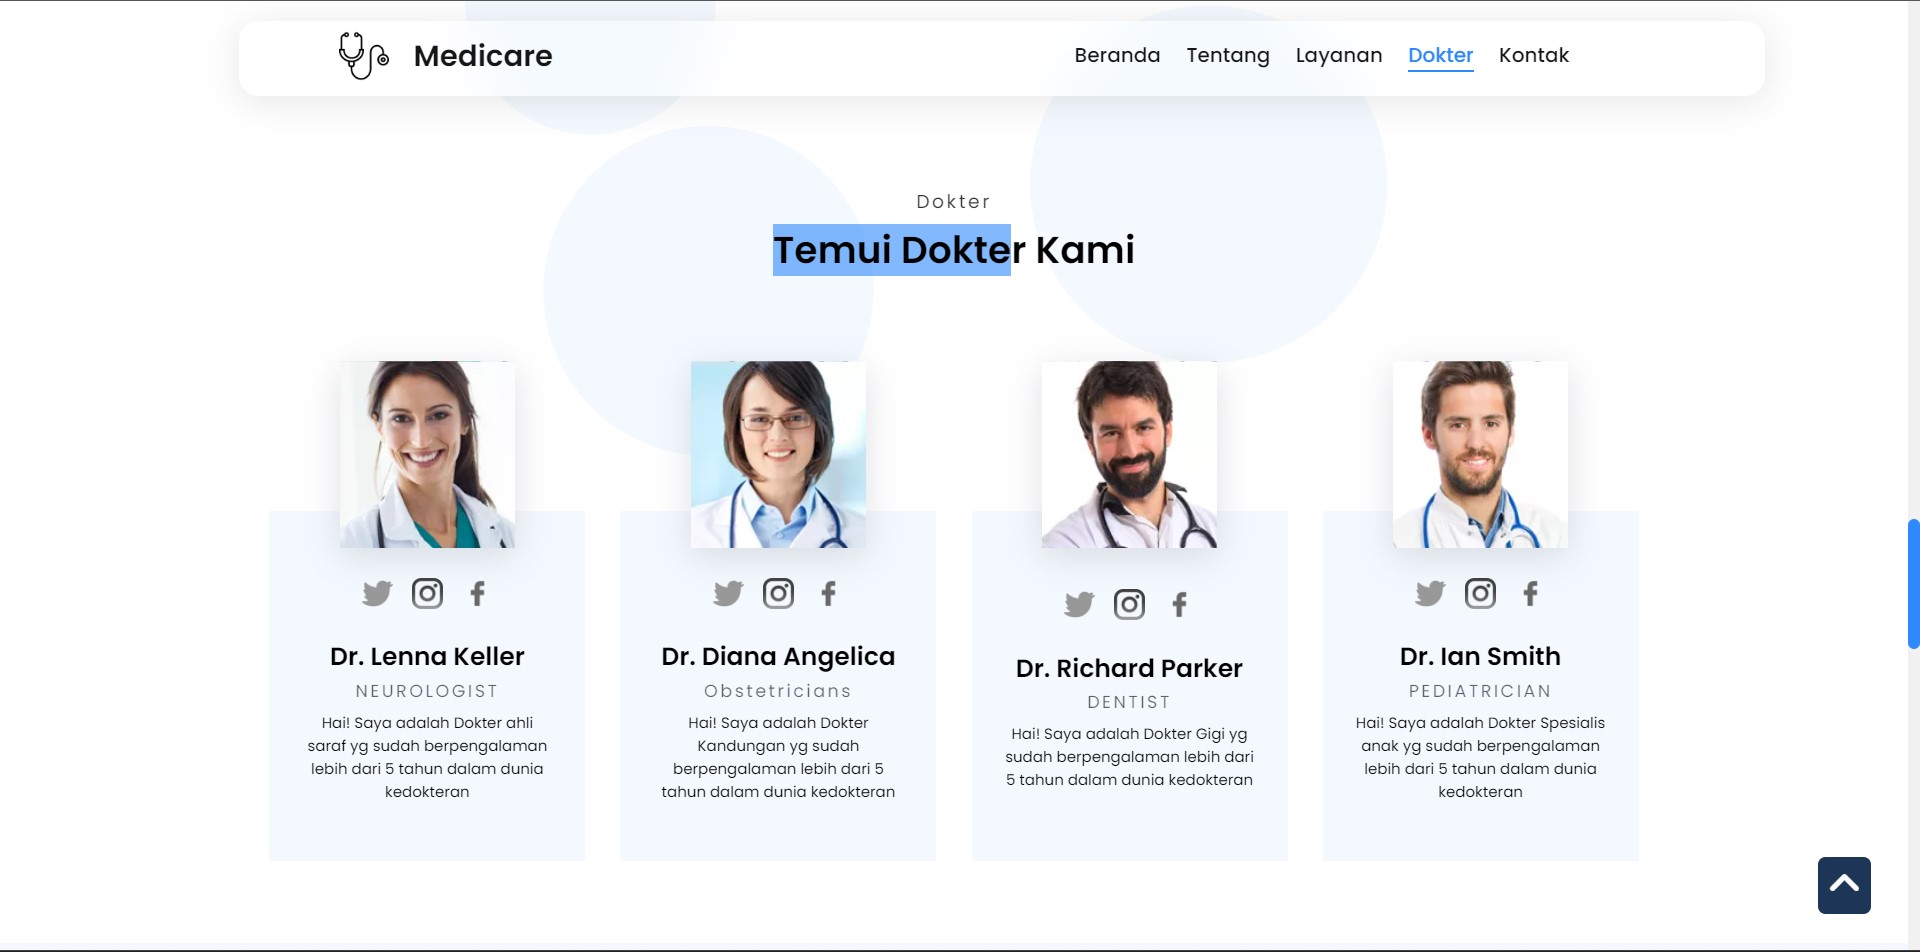 Medicare
Beranda Tentang Layanan Dokter Kontak
Dokter
Temui Dokter Kami
Dr. Lenna Keller
NEUROLOGIST
Hai! Saya adalah Dokter ahli
saraf yg sudah berpengalaman
lebih dari 5 tahun dalam dunia
kedokteran
Dr. Diana Angelica
Obstetricians
Hai! Saya adalah Dokter
Kandungan yg sudah
berpengalaman lebih dari 5
tahun dalam dunia kedokteran
Dr. Richard Parker
DENTIST
Hai! Saya adalah Dokter Gigi yg
sudah berpengalaman lebih dari
5 tahun dalam dunia kedokteran
Dr. Ian Smith
PEDIATRICIAN
Hai! Saya adalah Dokter Spesialis
anak yg sudah berpengalaman
lebih dari 5 tahun dalam dunia
kedokteran